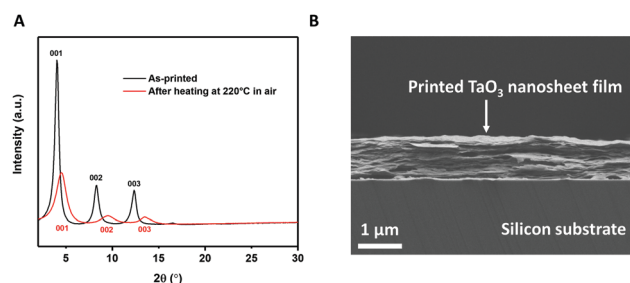 A
001
As-printed
After heating at 220°C in air
002
003
001
002
003
Intensity (a.u.)
5
10
15
20
25
30
2θ (°)
B
Printed TaO₃ nanosheet film
1 μm
Silicon substrate